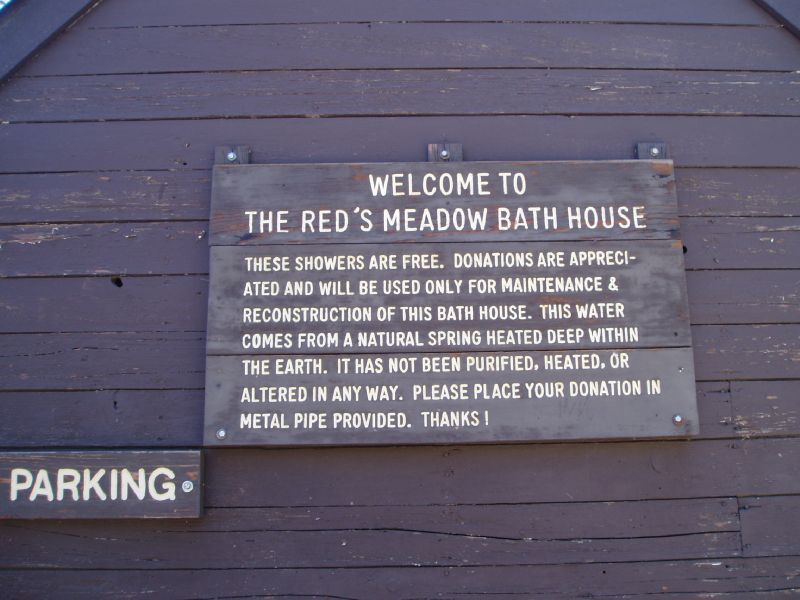 WELCOME TO
THE RED'S MEADOW BATH HOUSE
THESE SHOWERS ARE FREE. DONATIONS ARE APPRECI-
ATED AND WILL BE USED ONLY FOR MAINTENANCE &
RECONSTRUCTION OF THIS BATH HOUSE. THIS WATER
COMES FROM A NATURAL SPRING HEATED DEEP WITHIN
THE EARTH. IT HAS NOT BEEN PURIFIED, HEATED, OR
ALTERED IN ANY WAY. PLEASE PLACE YOUR DONATION IN
METAL PIPE PROVIDED. THANKS!
PARKING